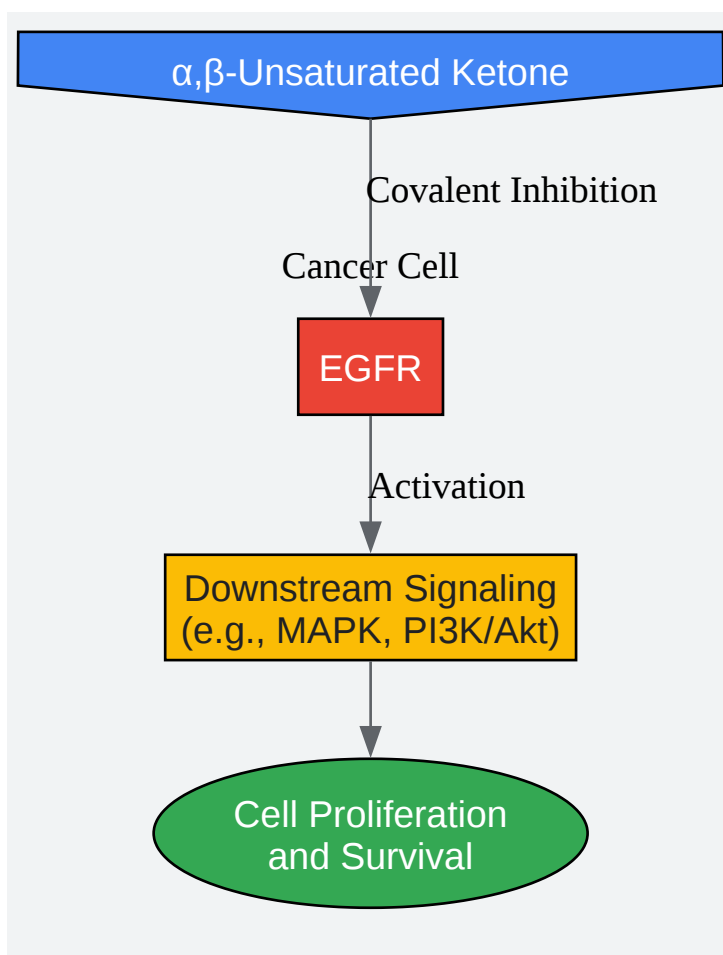 α,β-Unsaturated Ketone
Covalent Inhibition
Cancer Cell
EGFR
Activation
Downstream Signaling
(e.g., MAPK, PI3K/Akt)
Cell Proliferation
and Survival